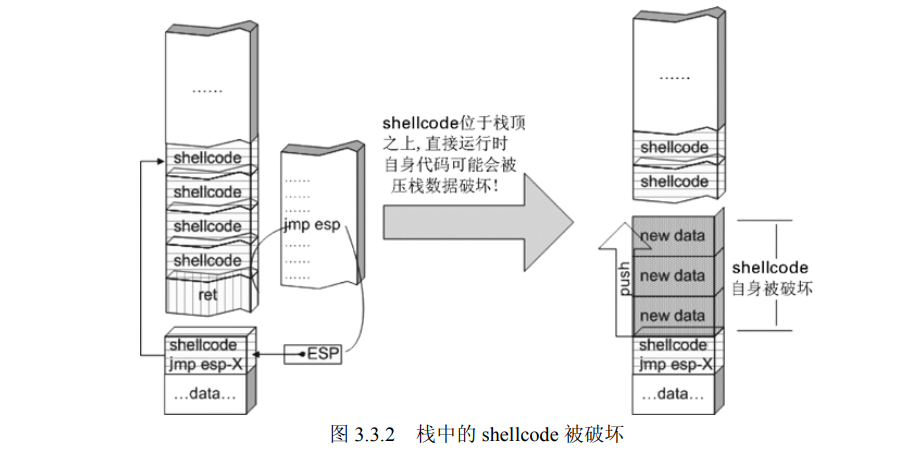 ……
shellcode
shellcode
shellcode
shellcode
ret
shellcode
jmp esp-X
…data…
……
……
……
jmp esp
……
……
ESP
shellcode位于栈顶
之上,直接运行时
自身代码可能会被
压栈数据破坏!
……
shellcode
shellcode
new data
new data
new data
push
shellcode
jmp esp-X
…data…
shellcode
自身被破坏
图 3.3.2 栈中的 shellcode 被破坏